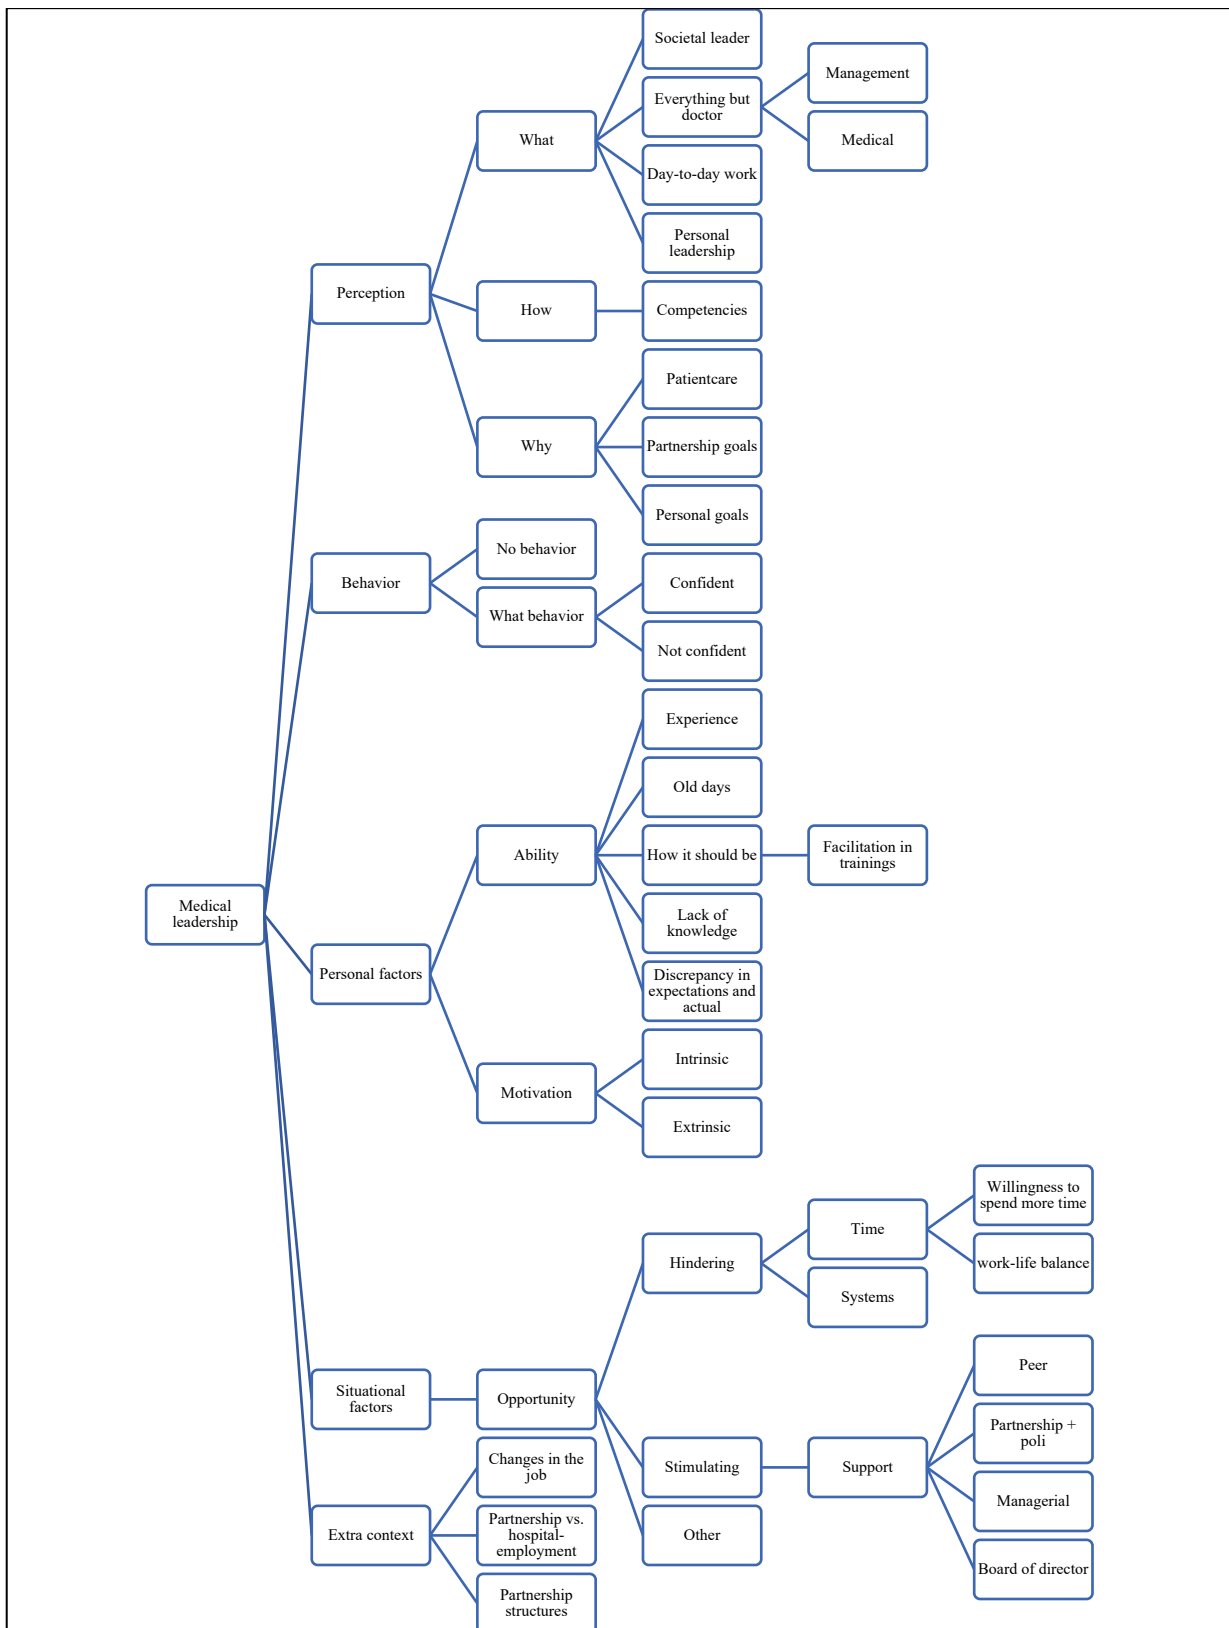 Societal leader
Management
Everything but
doctor
What
Medical
Day-to-day work
Personal
leadership
Perception
How
Competencies
Patientcare
Why
Partnership goals
Personal goals
No behavior
Behavior
Confident
What behavior
Not confident
Experience
Old days
Ability
How it should be
Facilitation in
trainings
Medical
leadership
Lack of
knowledge
Personal factors
Discrepancy in
expectations and
actual
Intrinsic
Motivation
Extrinsic
Willingness to
spend more time
Time
Hindering
work-life balance
Systems
Peer
Situational
factors
Opportunity
Partnership +
poli
Changes in the
job
Stimulating
Support
Managerial
Extra context
Partnership vs.
hospital-
employment
Other
Board of director
Partnership
structures